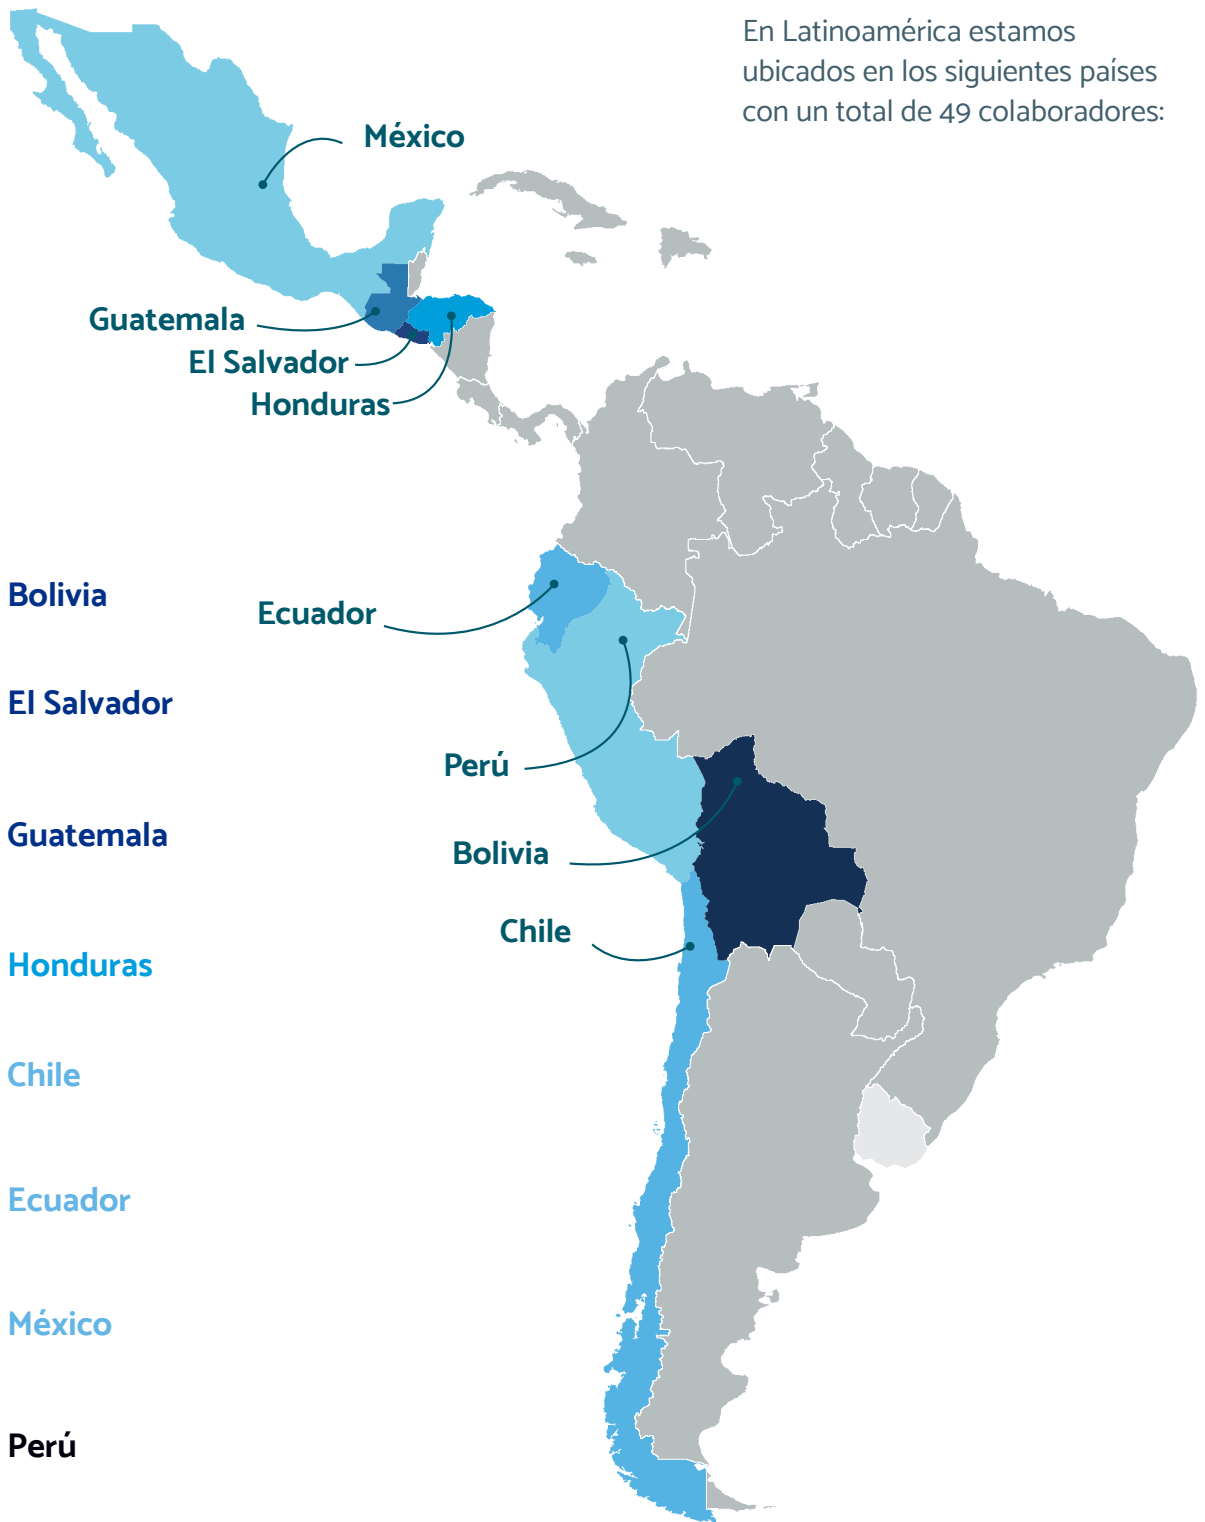 En Latinoamérica estamos
ubicados en los siguientes países
con un total de 49 colaboradores:
México
Guatemala
El Salvador
Honduras
Ecuador
Perú
Bolivia
Chile
Bolivia
El Salvador
Guatemala
Honduras
Chile
Ecuador
México
Perú